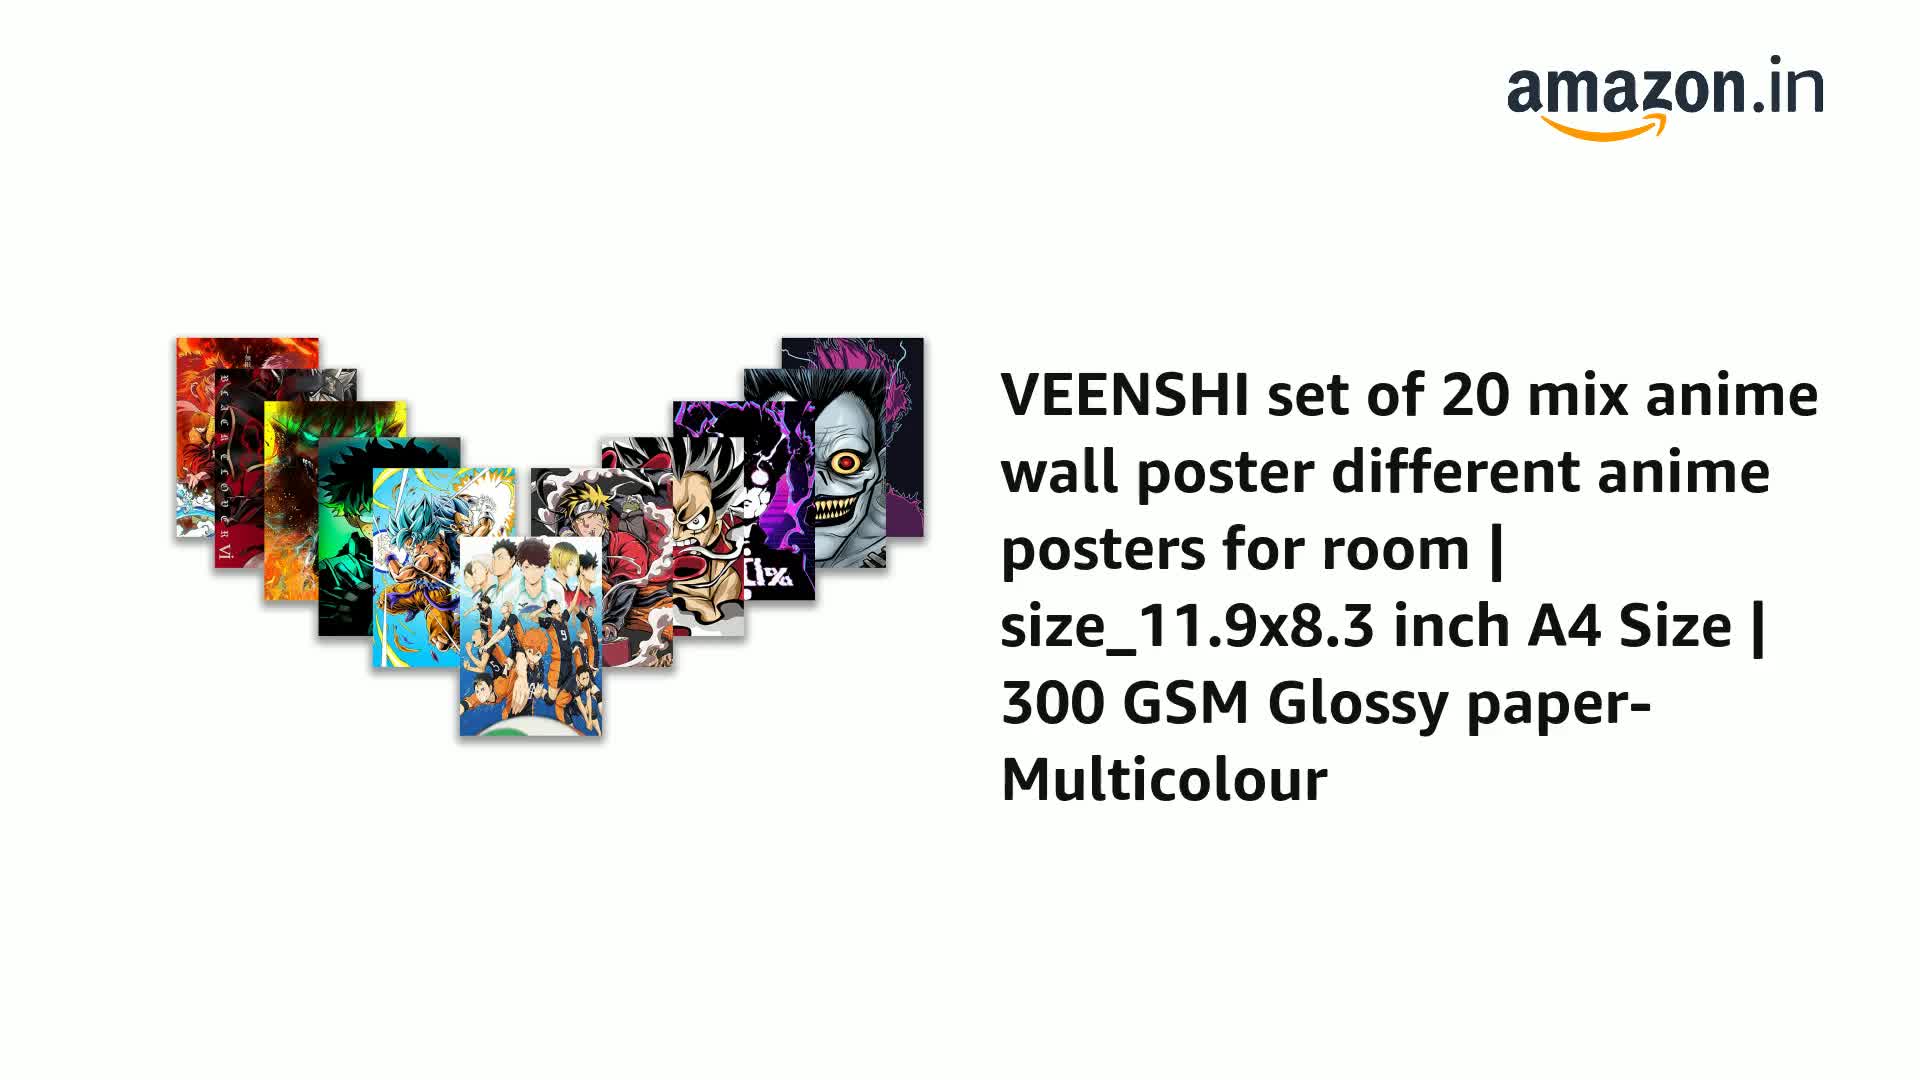 amazon.in
VEENSHI set of 20 mix anime
wall poster different anime
posters for room |
size_11.9x8.3 inch A4 Size |
300 GSM Glossy paper-
Multicolour